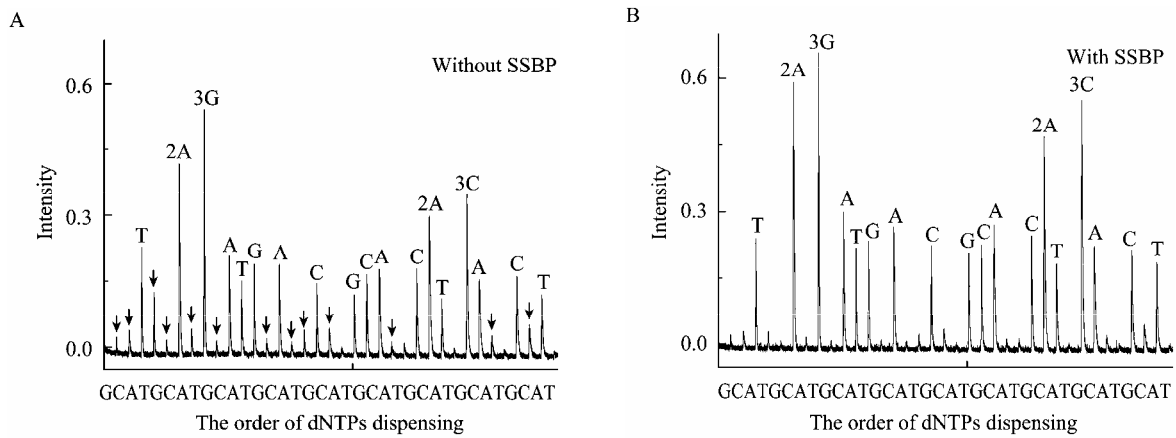 A
Without SSBP
0.6
0.3
0.0
Intensity
T
2A
3G
A
T
G
A
C
G
C
A
C
2A
T
3C
A
C
T
GCATGCATGCATGCATGCATGCATGCATGCATGCAT
The order of dNTPs dispensing
B
With SSBP
0.6
0.3
0.0
Intensity
T
2A
3G
A
T
G
A
C
G
C
A
C
2A
T
3C
A
C
T
GCATGCATGCATGCATGCATGCATGCATGCATGCAT
The order of dNTPs dispensing